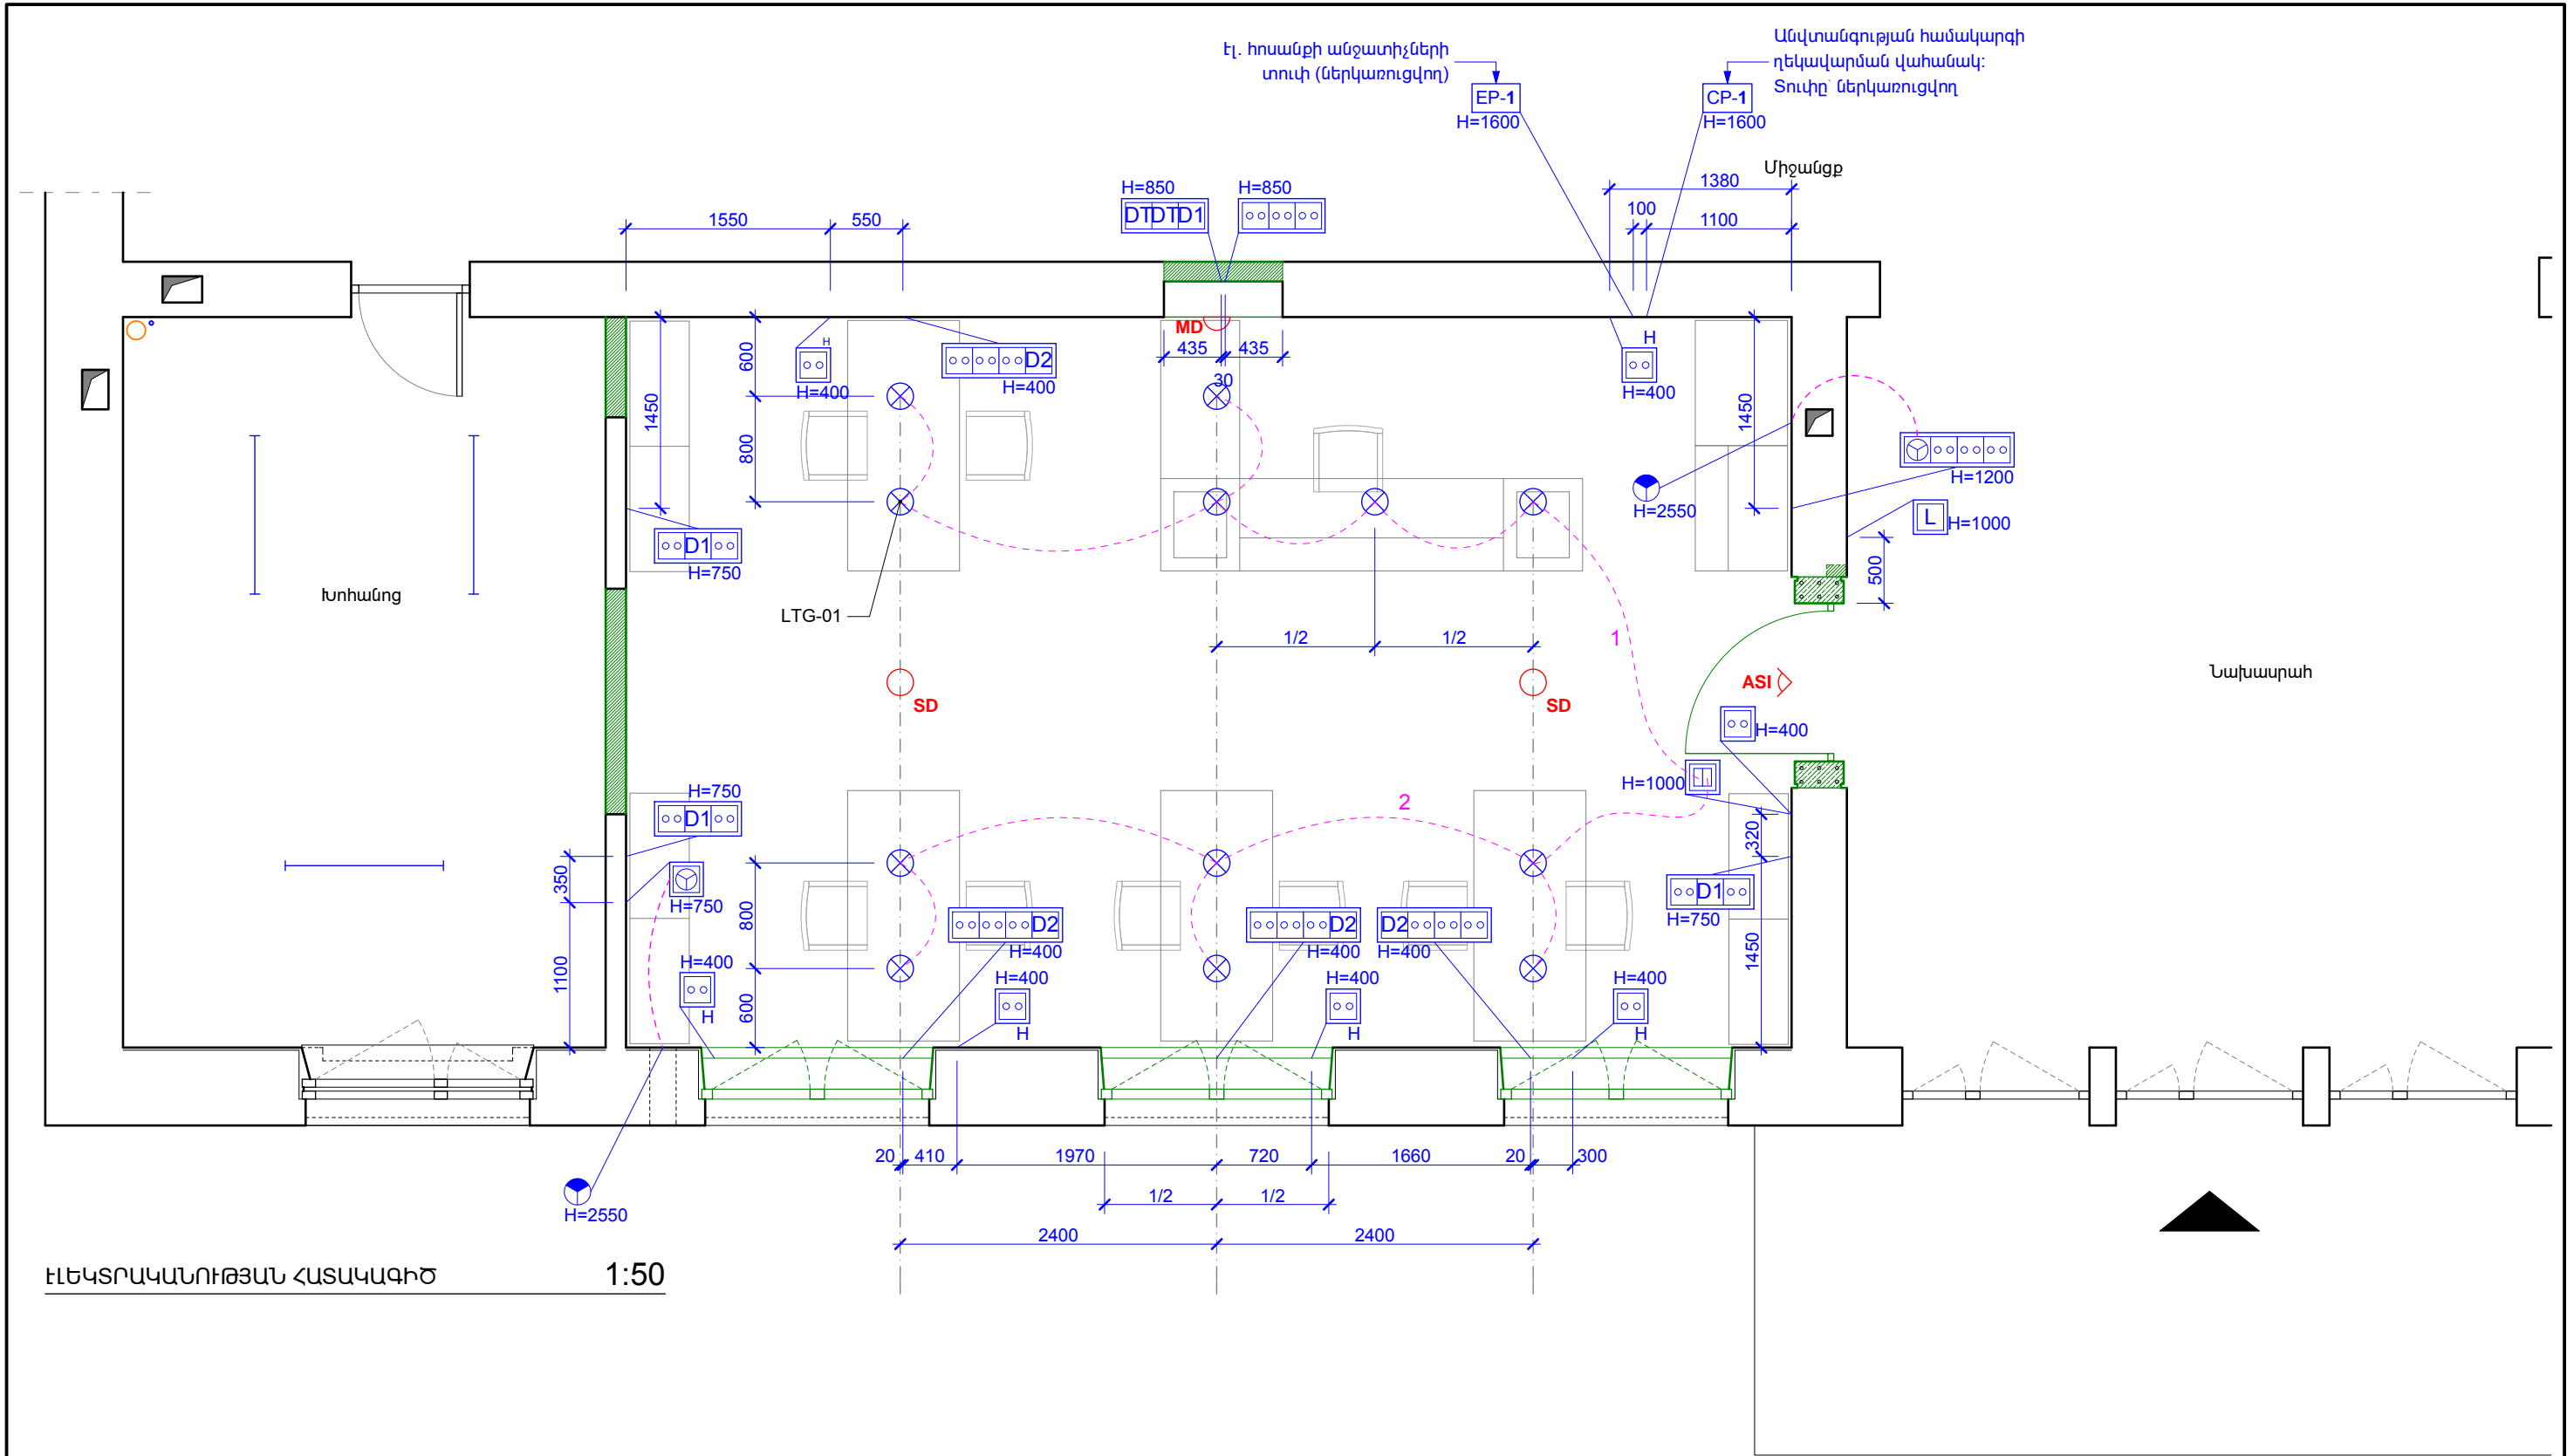 Էլ. հոսանքի անջատիչների
տուփ (ներկառուցվող)
EP-1
H=1600
Անվտանգության համակարգի
ղեկավարման վահանակ:
Տուփը` ներկառուցվող
CP-1
H=1600
Միջանցք
1380
100
1100
H=850
DTDTD1
H=850
1550
550
MD
435
435
30
600
1450
800
H
H=400
D2
H=400
H
H=400
1450
H=2550
H=1200
L
H=1000
500
D1
H=750
Խոհանոց
LTG-01
1/2
1/2
1
Նախասրահ
SD
SD
ASI
H=400
H=1000
H=750
D1
2
320
350
H=750
D1
H=750
1100
800
600
1450
H=400
H
D2
H=400
H=400
H
D2
H=400
H=400
H
D2
H=400
H=400
H
20
410
1970
720
1660
20
300
1/2
1/2
H=2550
2400
2400
ԷԼԵԿՏՐԱԿԱՆՈՒԹՅԱՆ ՀԱՏԱԿԱԳԻԾ 1:50